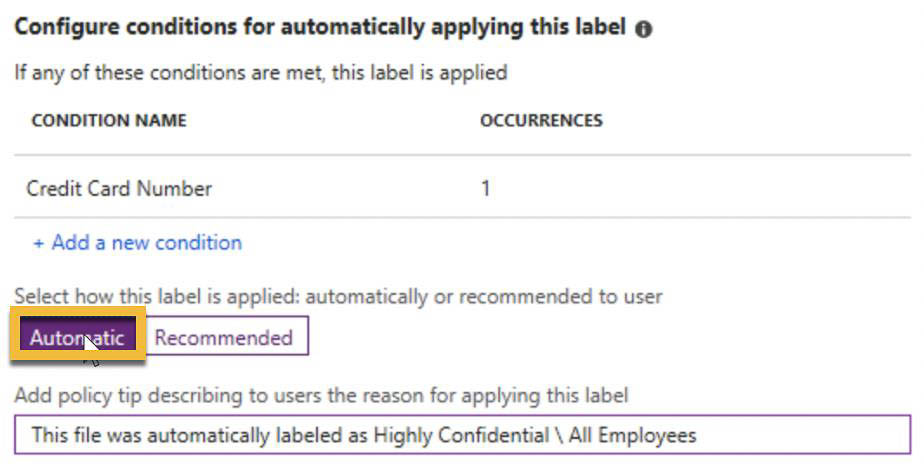 Configure conditions for automatically applying this label
If any of these conditions are met, this label is applied
CONDITION NAME OCCURRENCES
Credit Card Number 1
+ Add a new condition
Select how this label is applied: automatically or recommended to user
Automatic Recommended
Add policy tip describing to users the reason for applying this label
This file was automatically labeled as Highly Confidential \ All Employees